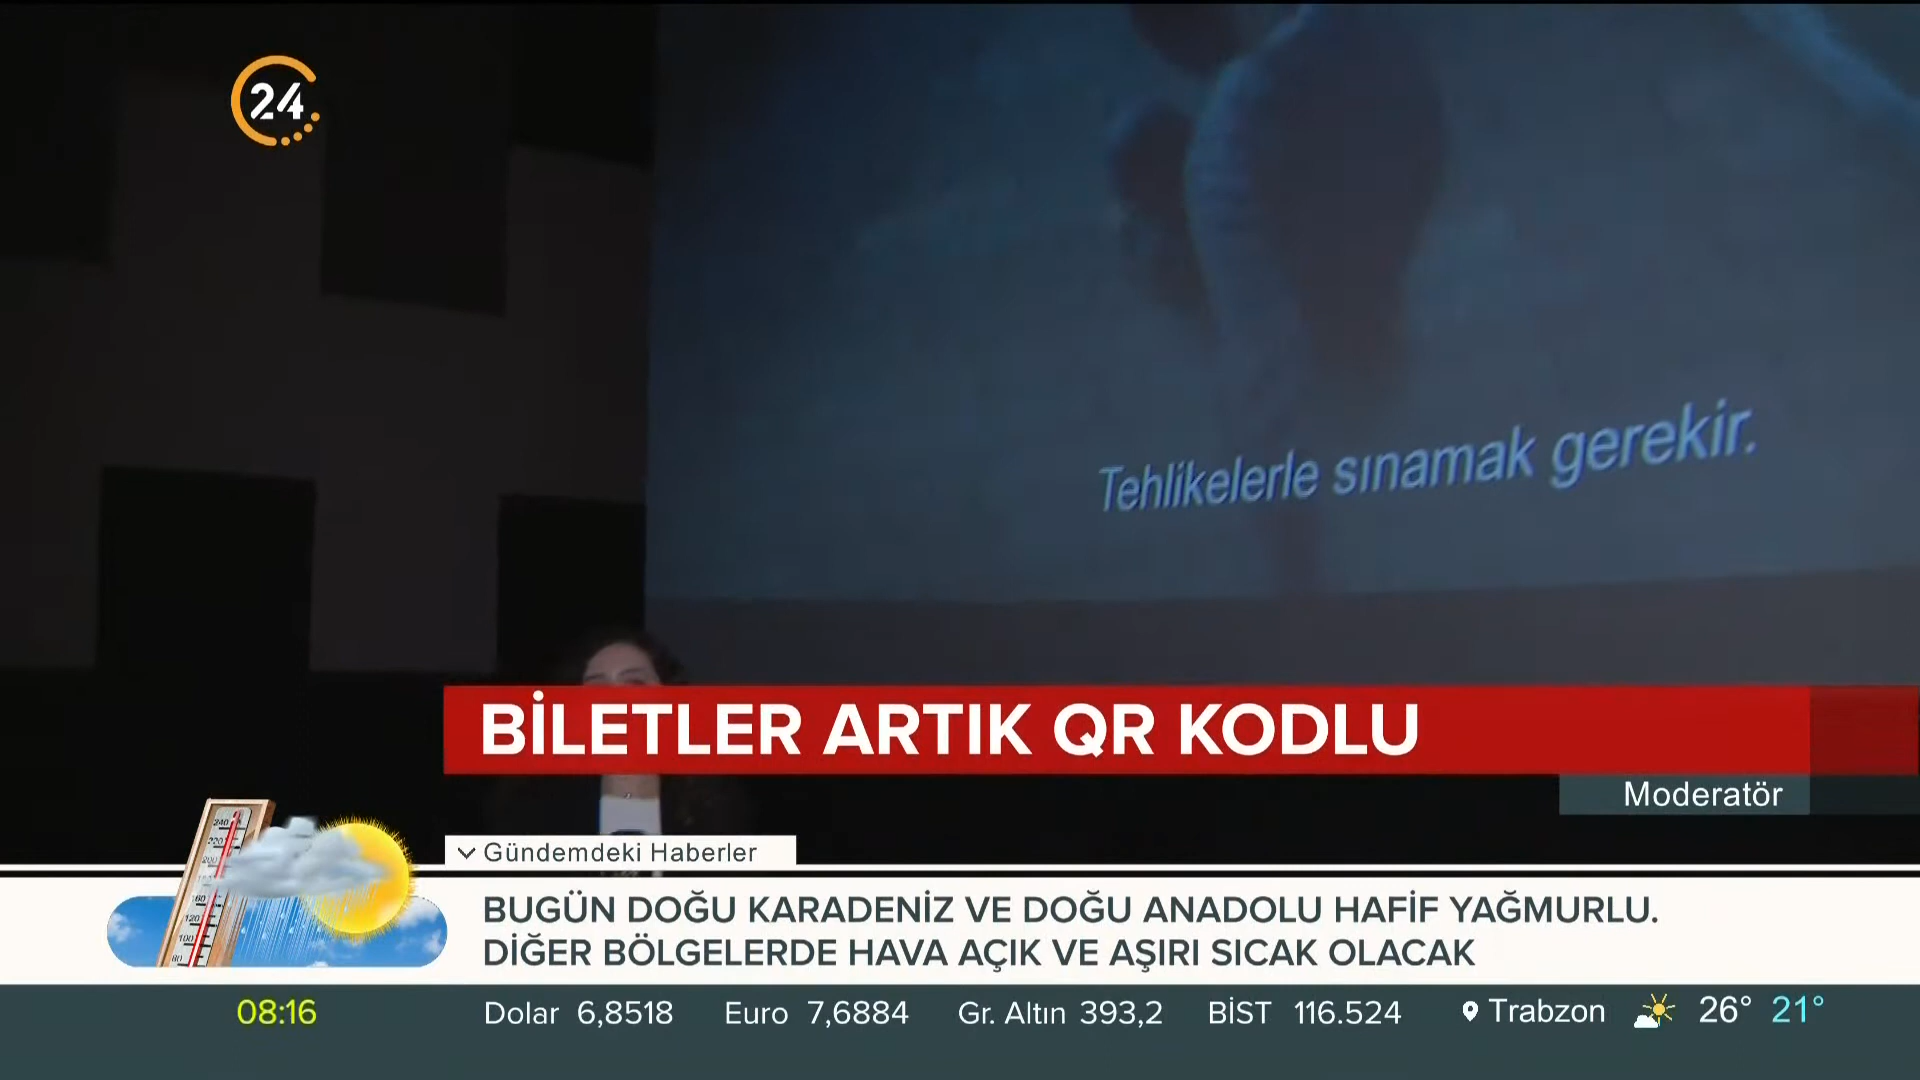 24
Tehlikelerle sınamak gerekir.
BİLETLER ARTIK QR KODLU
Moderatör
Gündemdeki Haberler
BUGÜN DOĞU KARADENİZ VE DOĞU ANADOLU HAFİF YAĞMURLU.
DİĞER BÖLGELERDE HAVA AÇIK VE AŞIRI SICAK OLACAK
08:16 Dolar 6,8518 Euro 7,6884 Gr. Altın 393,2 BİST 116.524 Trabzon 26° 21°